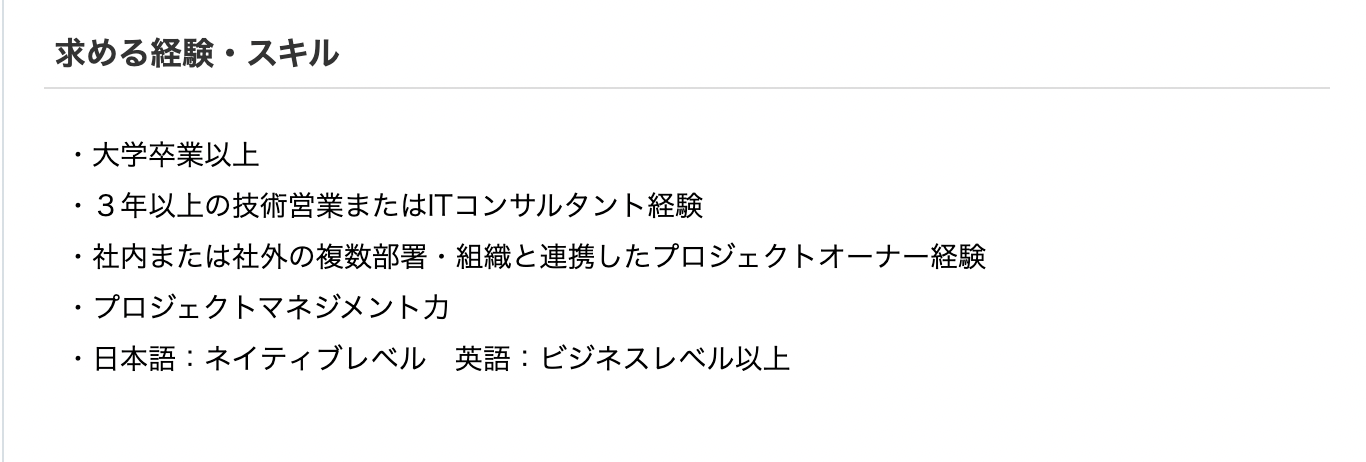 求める経験・スキル
・大学卒業以上
・３年以上の技術営業またはITコンサルタント経験
・社内または社外の複数部署・組織と連携したプロジェクトオーナー経験
・プロジェクトマネジメント力
・日本語：ネイティブレベル　英語：ビジネスレベル以上